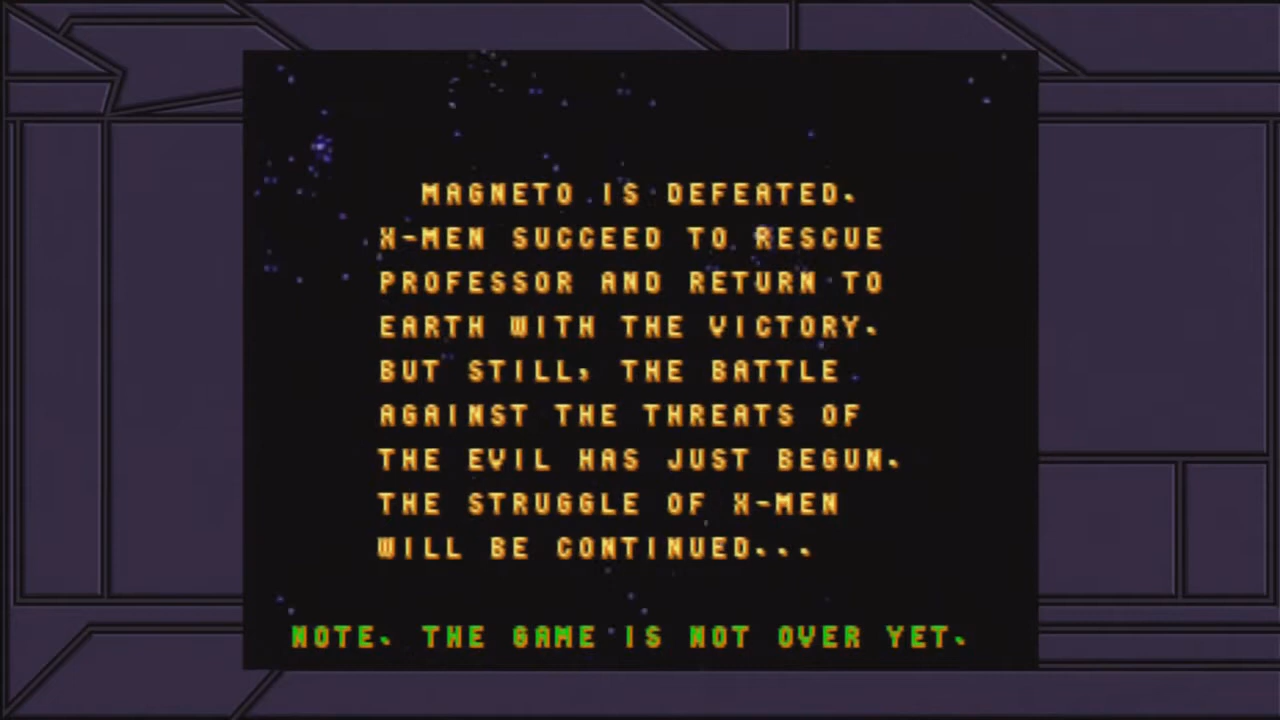 MAGNETO IS DEFEATED.
X-MEN SUCCEED TO RESCUE
PROFESSOR AND RETURN TO
EARTH WITH THE VICTORY.
BUT STILL, THE BATTLE
AGAINST THE THREATS OF
THE EVIL HAS JUST BEGUN.
THE STRUGGLE OF X-MEN
WILL BE CONTINUED...
NOTE. THE GAME IS NOT OVER YET.